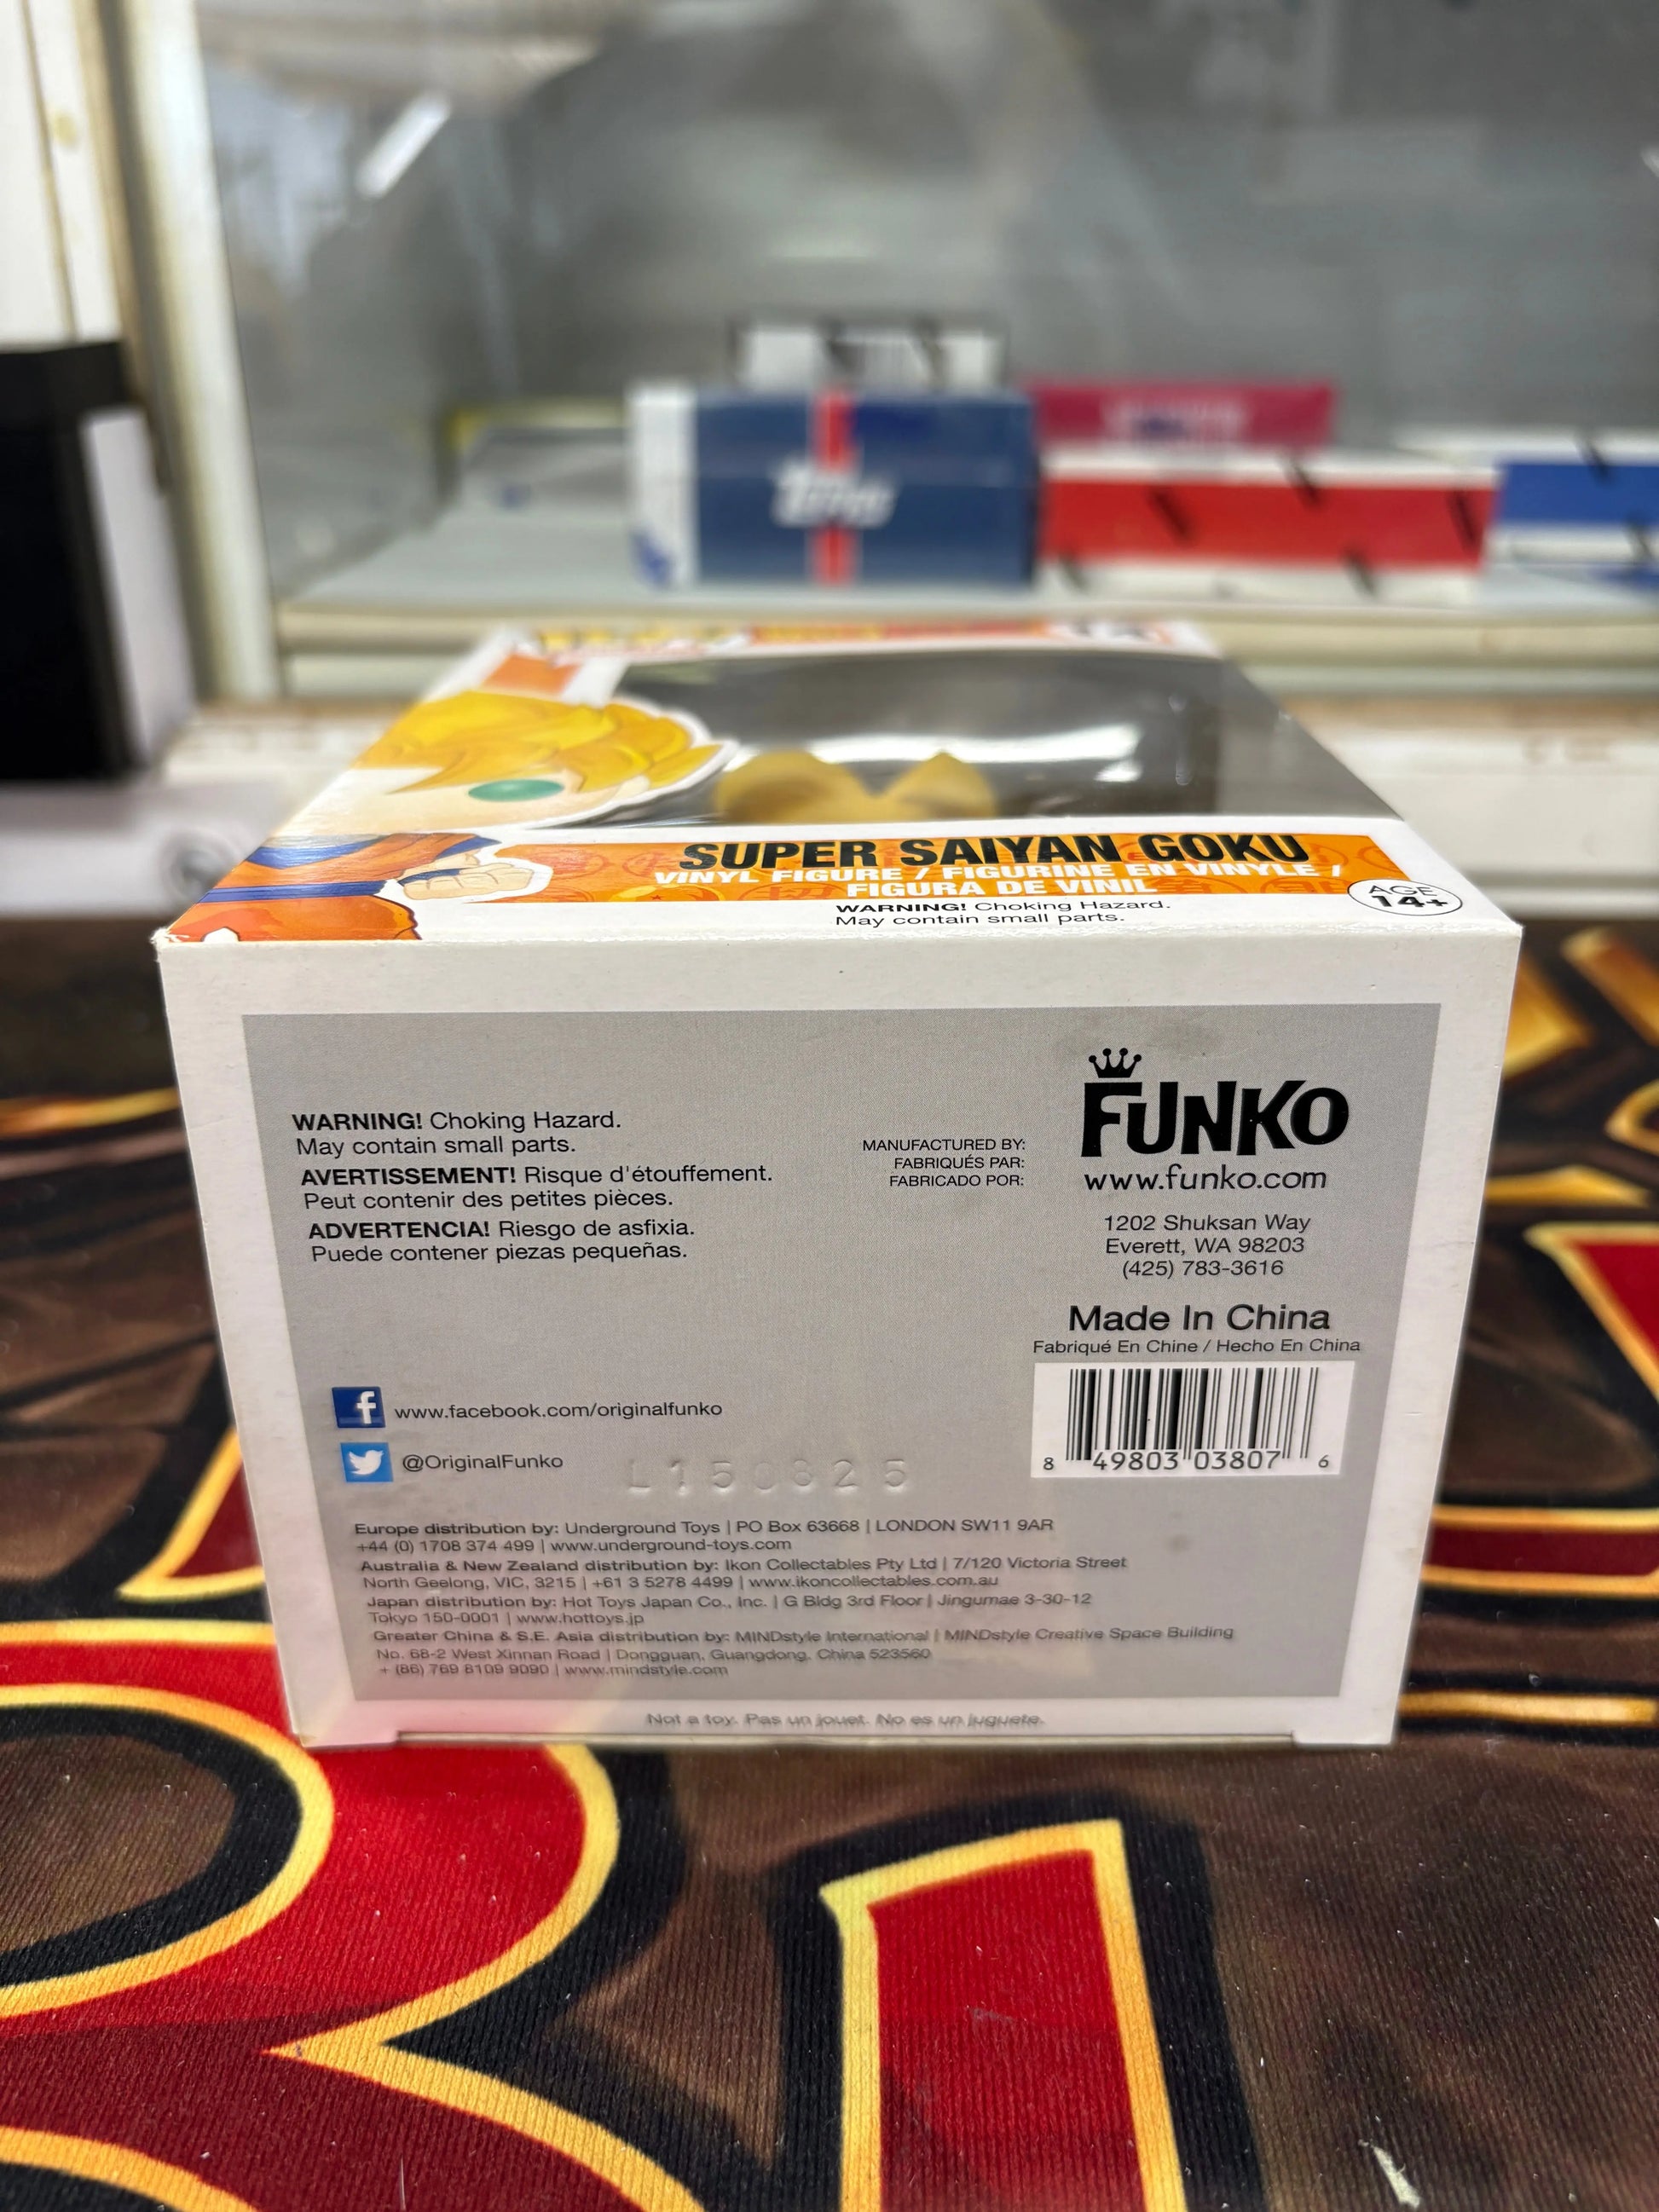 Topps
SUPER SAIYAN GOKU
VINYL FIGURE / FIGURINE EN VINYLE /
FIGURA DE VINIL
WARNING! Choking Hazard.
May contain small parts.
AGE
14+
WARNING! Choking Hazard.
May contain small parts.
AVERTISSEMENT! Risque d'étouffement.
Peut contenir des petites pièces.
ADVERTENCIA! Riesgo de asfixia.
Puede contener piezas pequeñas.
MANUFACTURED BY:
FABRIQUÉS PAR:
FABRICADO POR:
FUNKO
www.funko.com
1202 Shuksan Way
Everett, WA 98203
(425) 783-3616
Made In China
Fabriqué En Chine / Hecho En China
8 49803 03807 6
f www.facebook.com/originalfunko
@OriginalFunko
L150325
Europe distribution by: Underground Toys | PO Box 63668 | LONDON SW11 9AR
+44 (0) 1708 374 499 | www.underground-toys.com
Australia & New Zealand distribution by: Ikon Collectables Pty Ltd | 7/120 Victoria Street
North Geelong, VIC, 3215 | +61 3 5278 4499 | www.ikoncollectables.com.au
Japan distribution by: Hot Toys Japan Co., Inc. | G Bldg 3rd Floor | Jingumae 3-30-12
Tokyo 150-0001 | www.hottoys.jp
Greater China & S.E. Asia distribution by: MINDstyle International | MINDstyle Creative Space Building
No. 68-2 West Xinnan Road | Dongguan, Guangdong, China 523560
+ (86) 769 8109 9090 | www.mindstyle.com
Not a toy. Pas un jouet. No es un juguete.